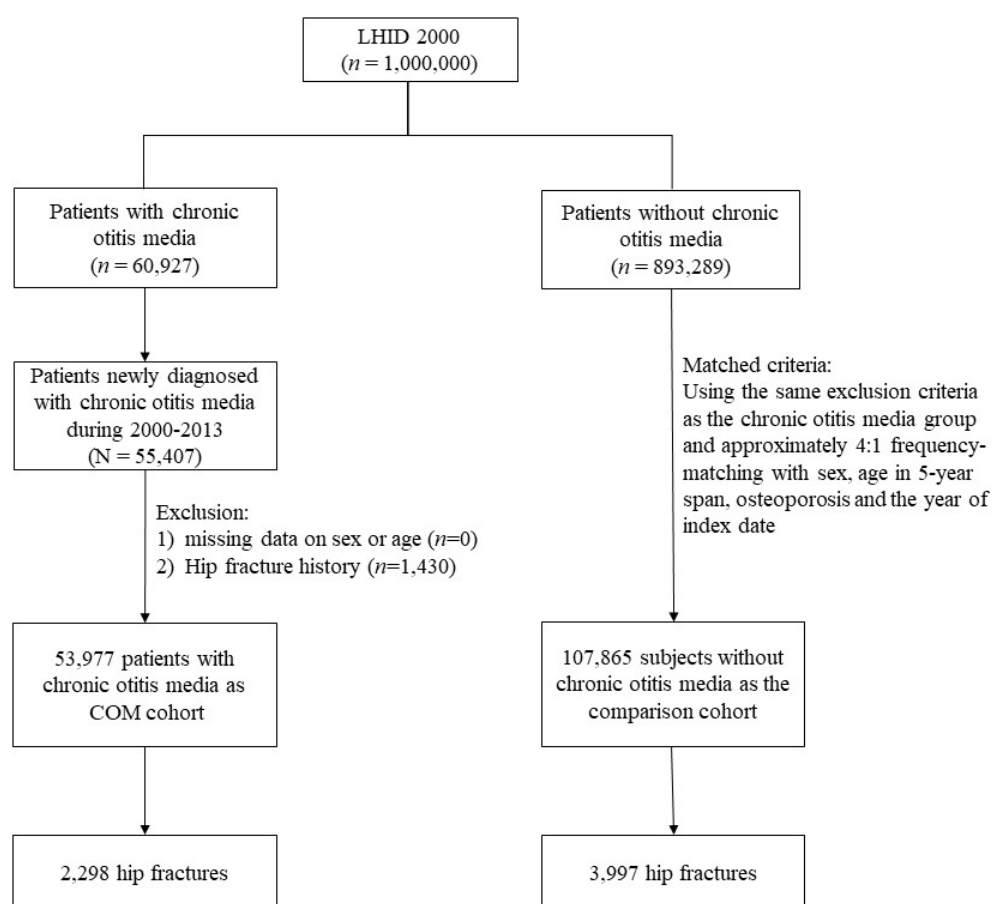 LHID 2000
(n = 1,000,000)
Patients with chronic
otitis media
(n = 60,927)
Patients without chronic
otitis media
(n = 893,289)
Patients newly diagnosed
with chronic otitis media
during 2000-2013
(N = 55,407)
Matched criteria:
Using the same exclusion criteria
as the chronic otitis media group
and approximately 4:1 frequency-
matching with sex, age in 5-year
span, osteoporosis and the year of
index date
Exclusion:
1) missing data on sex or age (n=0)
2) Hip fracture history (n=1,430)
53,977 patients with
chronic otitis media as
COM cohort
107,865 subjects without
chronic otitis media as the
comparison cohort
2,298 hip fractures
3,997 hip fractures